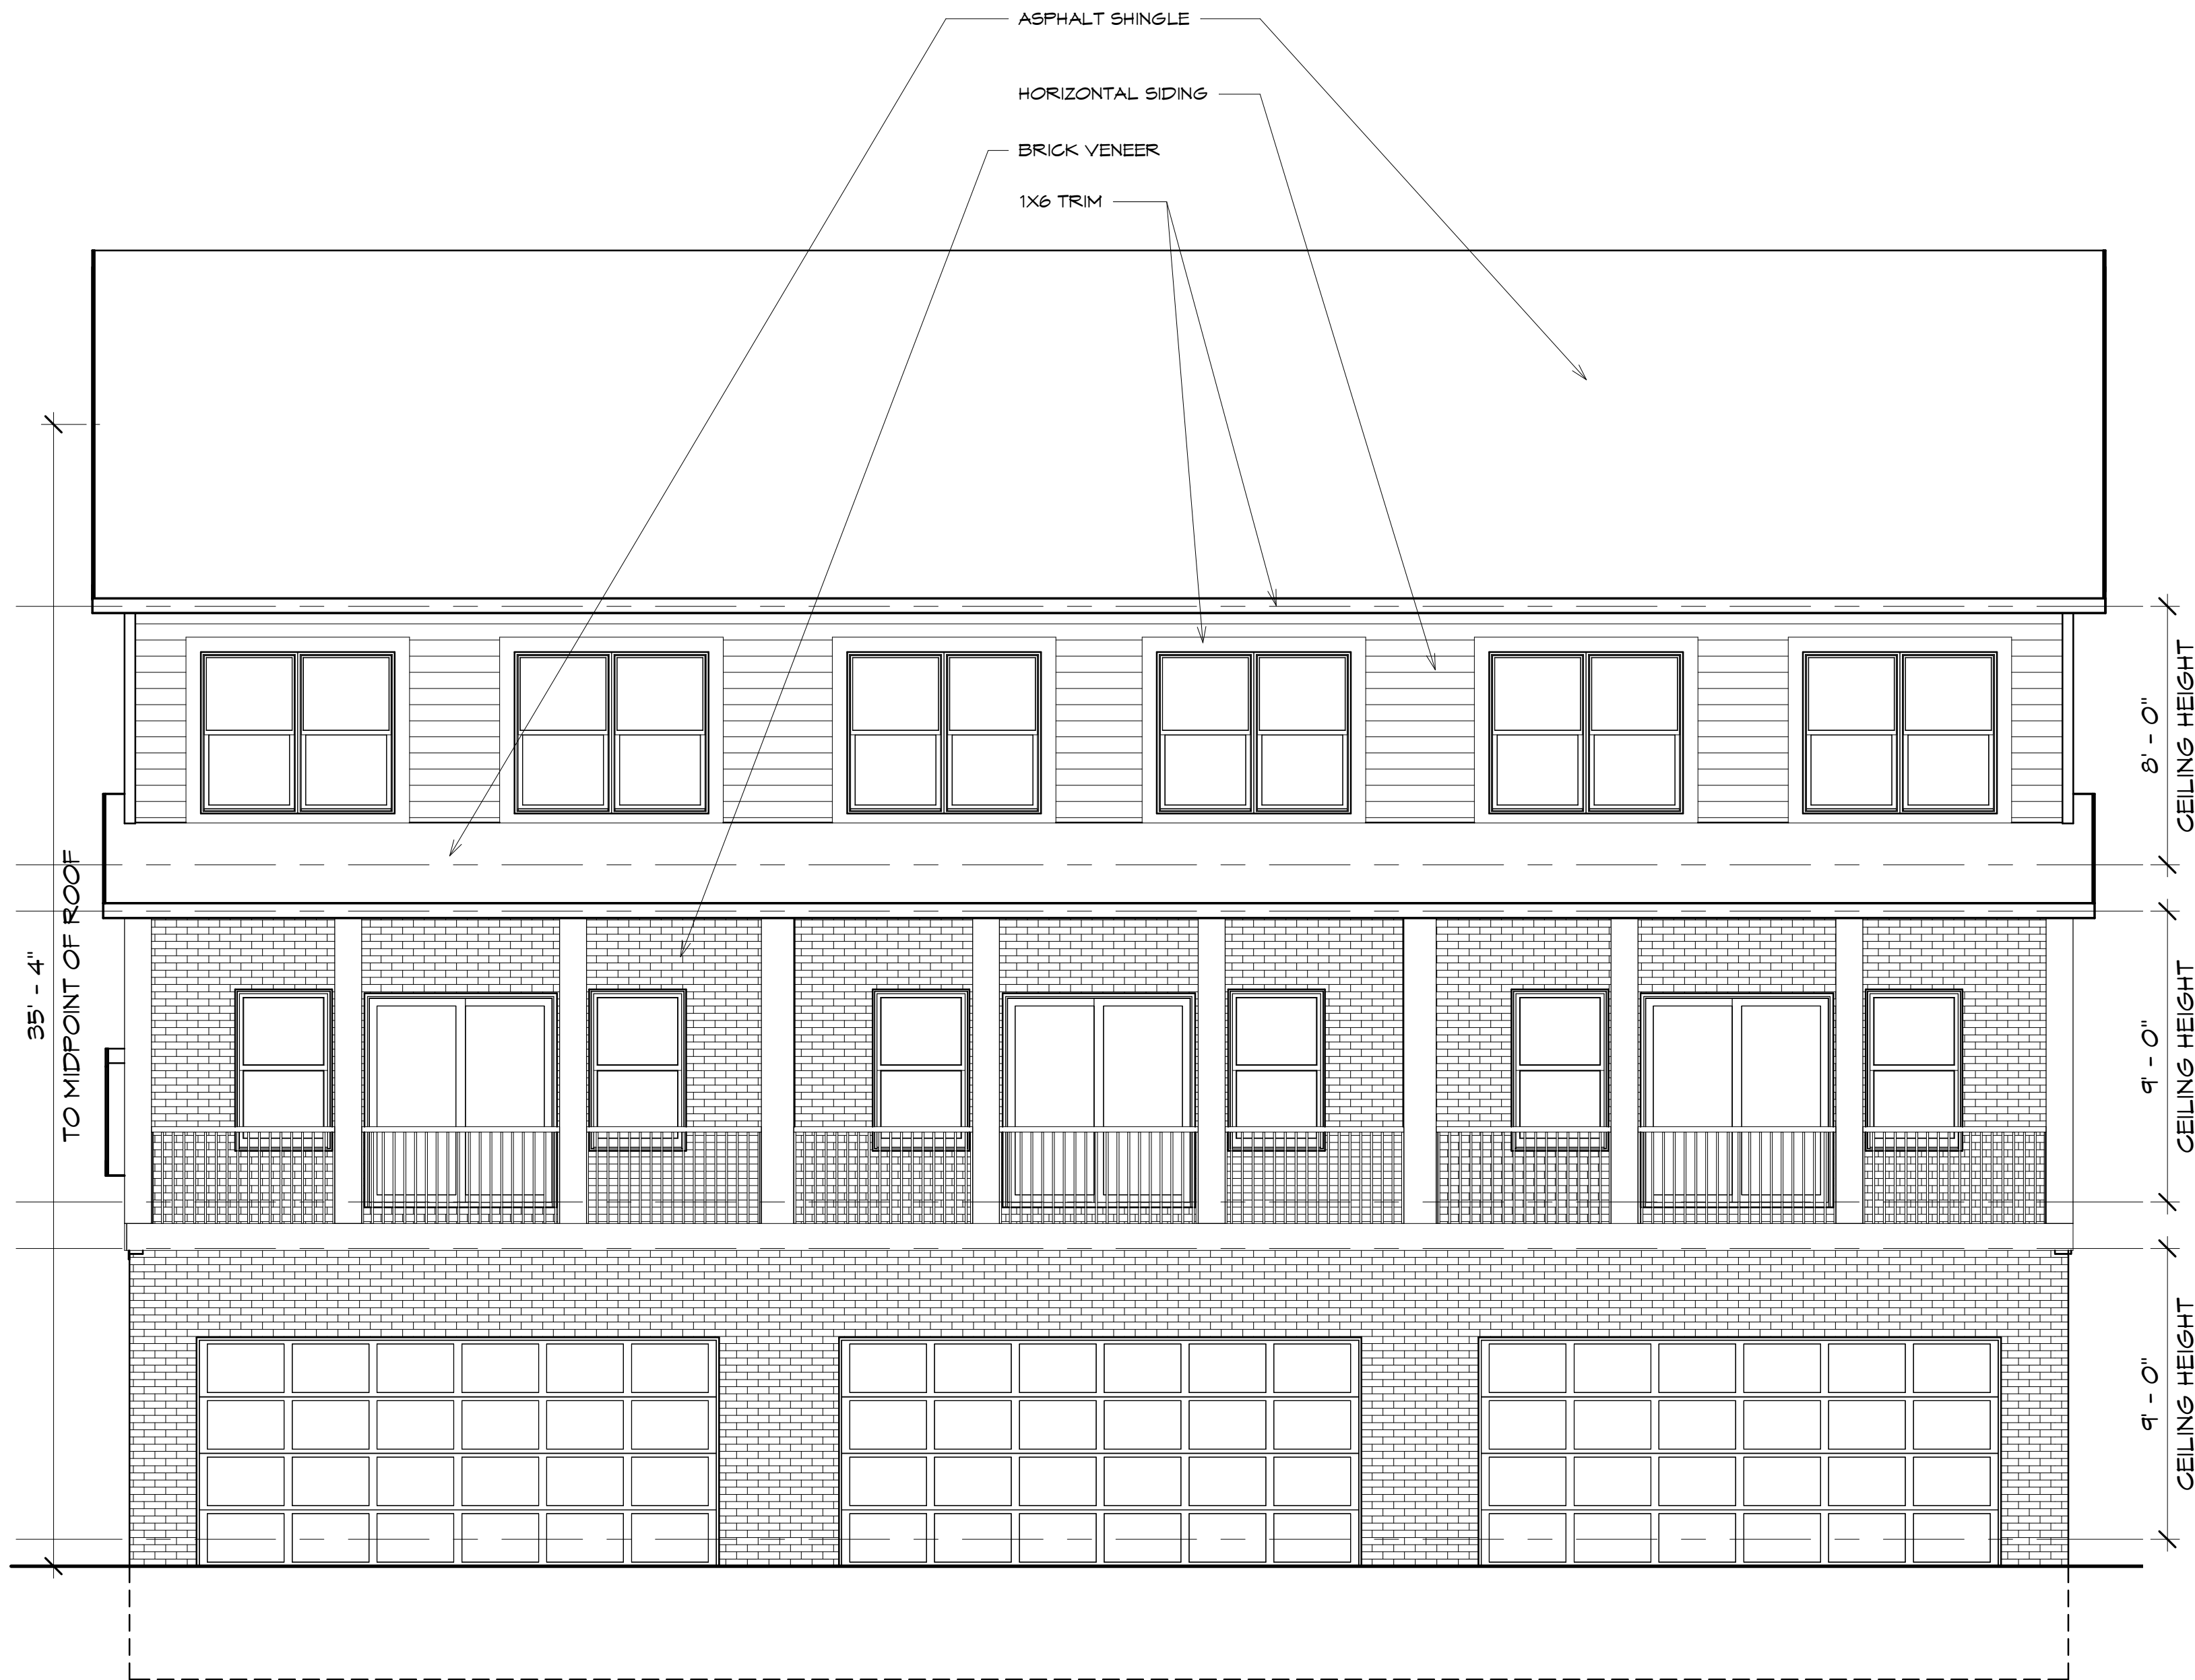 ASPHALT SHINGLE
HORIZONTAL SIDING
BRICK VENEER
1X6 TRIM
35' - 4"
TO MIDPOINT OF ROOF
8' - 0"
CEILING HEIGHT
9' - 0"
CEILING HEIGHT
9' - 0"
CEILING HEIGHT